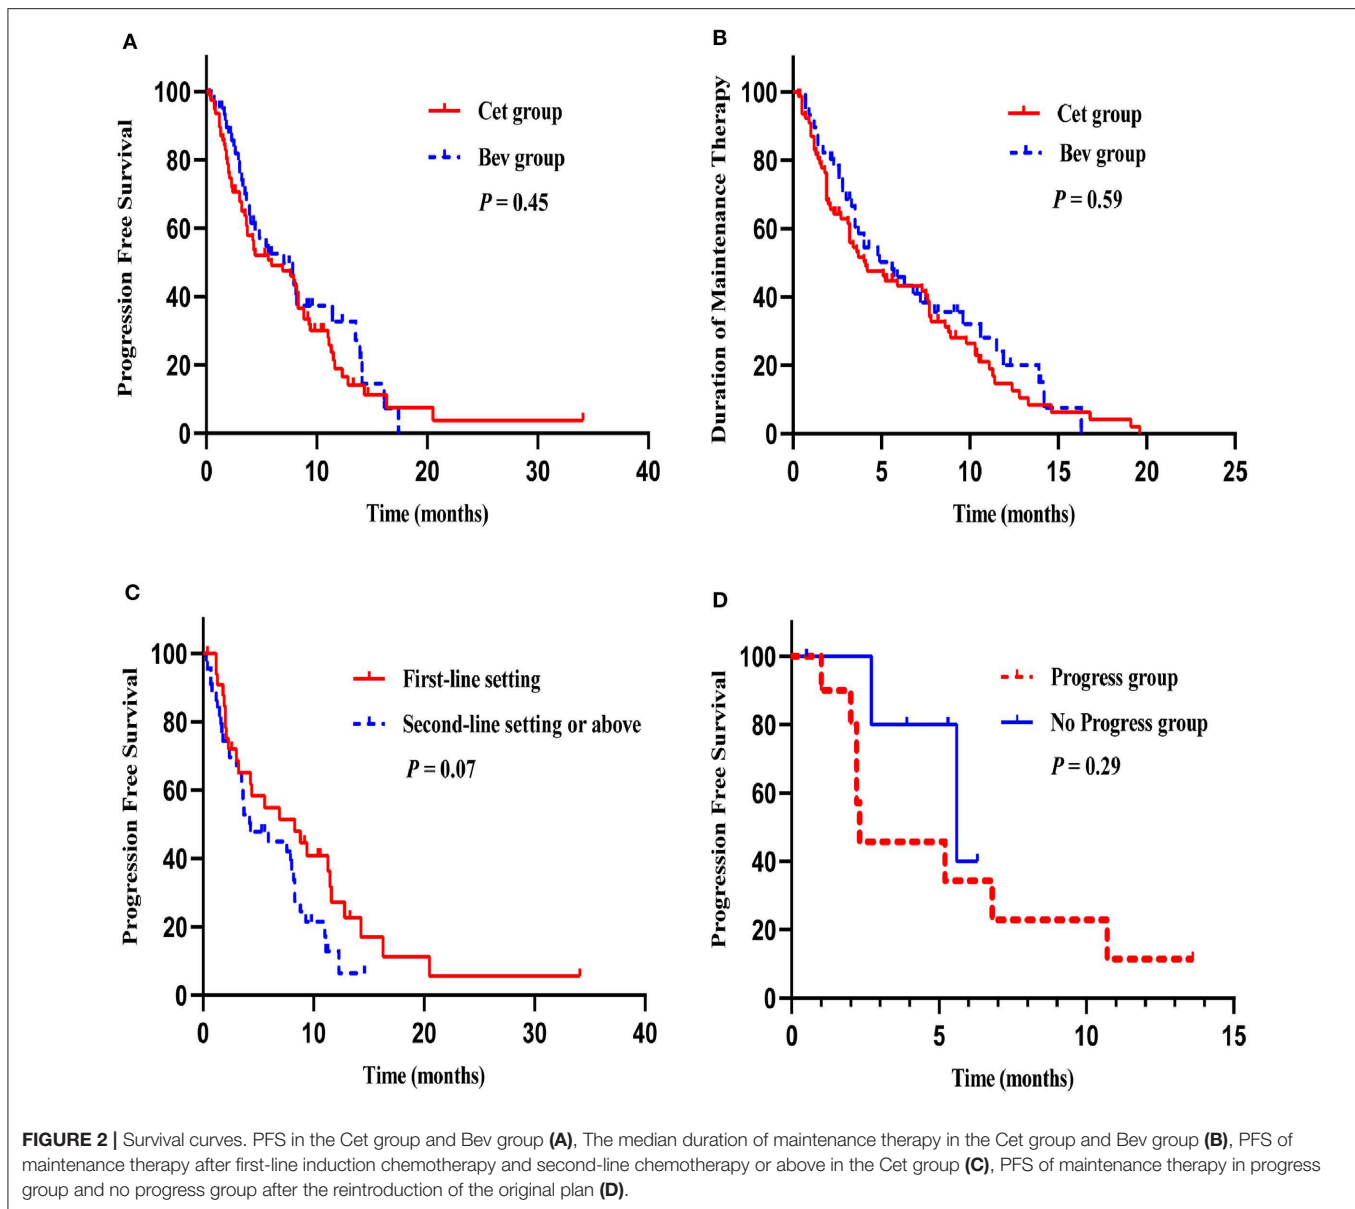 A
Progression Free Survival
100
80
60
40
20
0
Cet group
Bev group
P = 0.45
0 10 20 30 40
Time (months)
B
Duration of Maintenance Therapy
100
80
60
40
20
0
Cet group
Bev group
P = 0.59
0 5 10 15 20 25
Time (months)
C
Progression Free Survival
100
80
60
40
20
0
First-line setting
Second-line setting or above
P = 0.07
0 10 20 30 40
Time (months)
D
Progression Free Survival
100
80
60
40
20
0
Progress group
No Progress group
P = 0.29
0 5 10 15
Time (months)
FIGURE 2 | Survival curves. PFS in the Cet group and Bev group (A), The median duration of maintenance therapy in the Cet group and Bev group (B), PFS of
maintenance therapy after first-line induction chemotherapy and second-line chemotherapy or above in the Cet group (C), PFS of maintenance therapy in progress
group and no progress group after the reintroduction of the original plan (D).